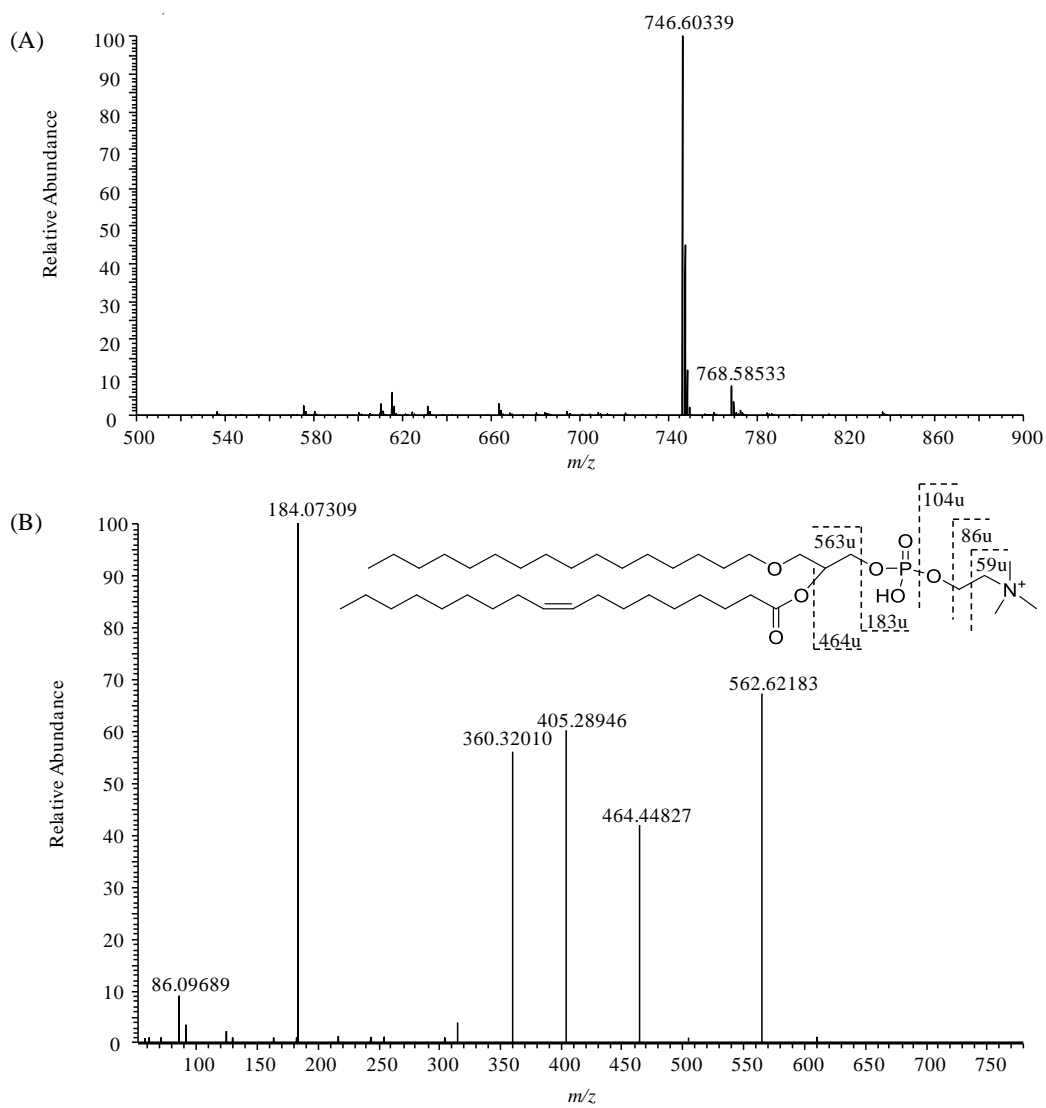 (A)
746.60339
100
90
80
70
60
50
40
30
20
10
0
Relative Abundance
768.58533
500 540 580 620 660 700 740 780 820 860 900
m/z
(B)
184.07309
100
90
80
70
60
50
40
30
20
10
0
Relative Abundance
104u
563u
O
86u
59u
O
O
P
O
N+
HO
O
183u
O
464u
562.62183
405.28946
360.32010
464.44827
86.09689
100 150 200 250 300 350 400 450 500 550 600 650 700 750
m/z